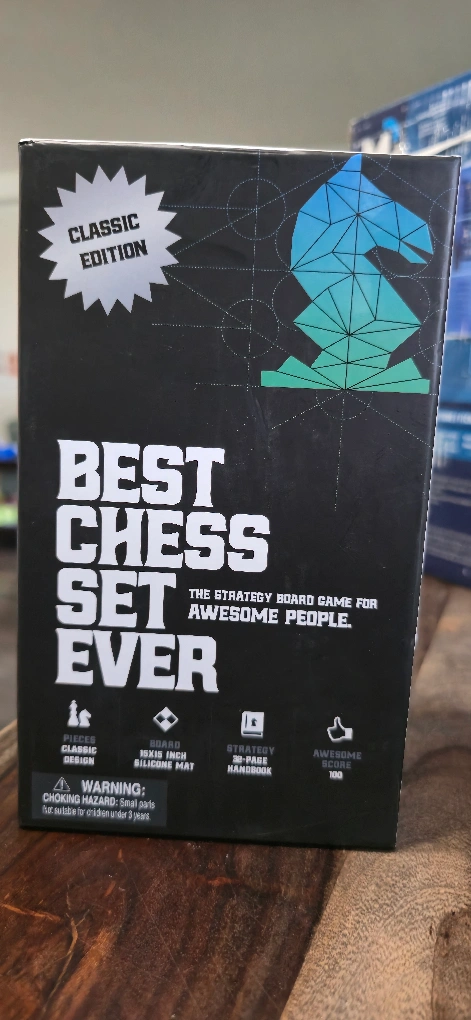 CLASSIC
EDITION
BEST
CHESS
SET
THE STRATEGY BOARD GAME FOR
AWESOME PEOPLE.
EVER
PIECES
CLASSIC
DESIGN
BOARD
15X15 INCH
SILICONE MAT
STRATEGY
32-PAGE
HANDBOOK
AWESOME
SCORE
100
WARNING:
CHOKING HAZARD: Small parts
Not suitable for children under 3 years